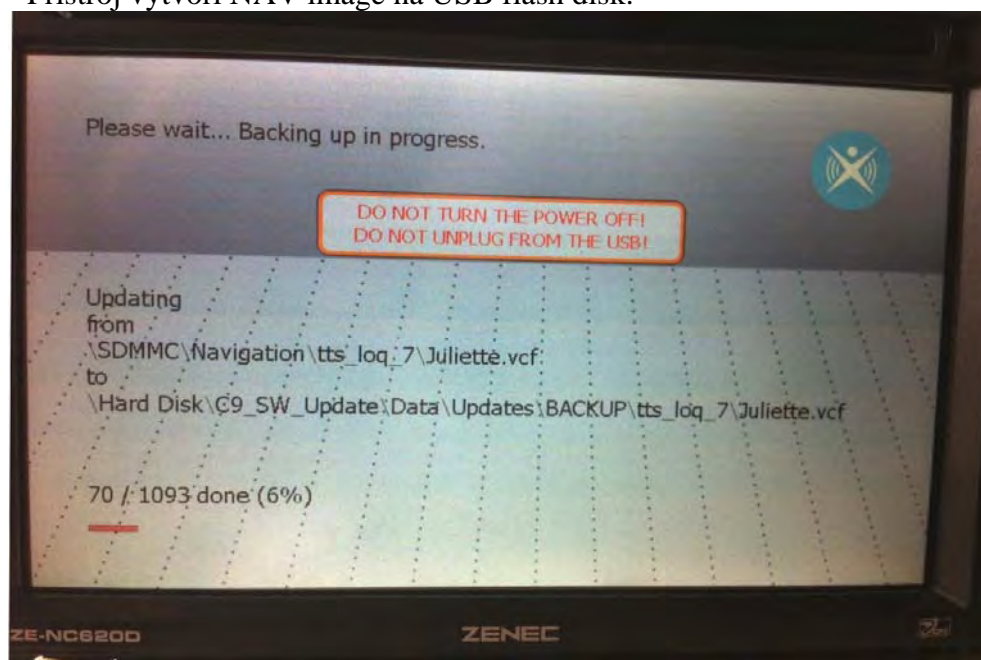 Prístroj vytvorí NAV image na USB flash disk.
Please wait... Backing up in progress.
DO NOT TURN THE POWER OFF!
DO NOT UNPLUG FROM THE USB!
Updating
from
\SDMMC\Navigation\tts_loq_7\Juliette.vcf
to
\Hard Disk\C9_SW_Update\Data\Updates\BACKUP\tts_loq_7\Juliette.vcf
70 / 1093 done (6%)
ZE-NC620D
ZENEC